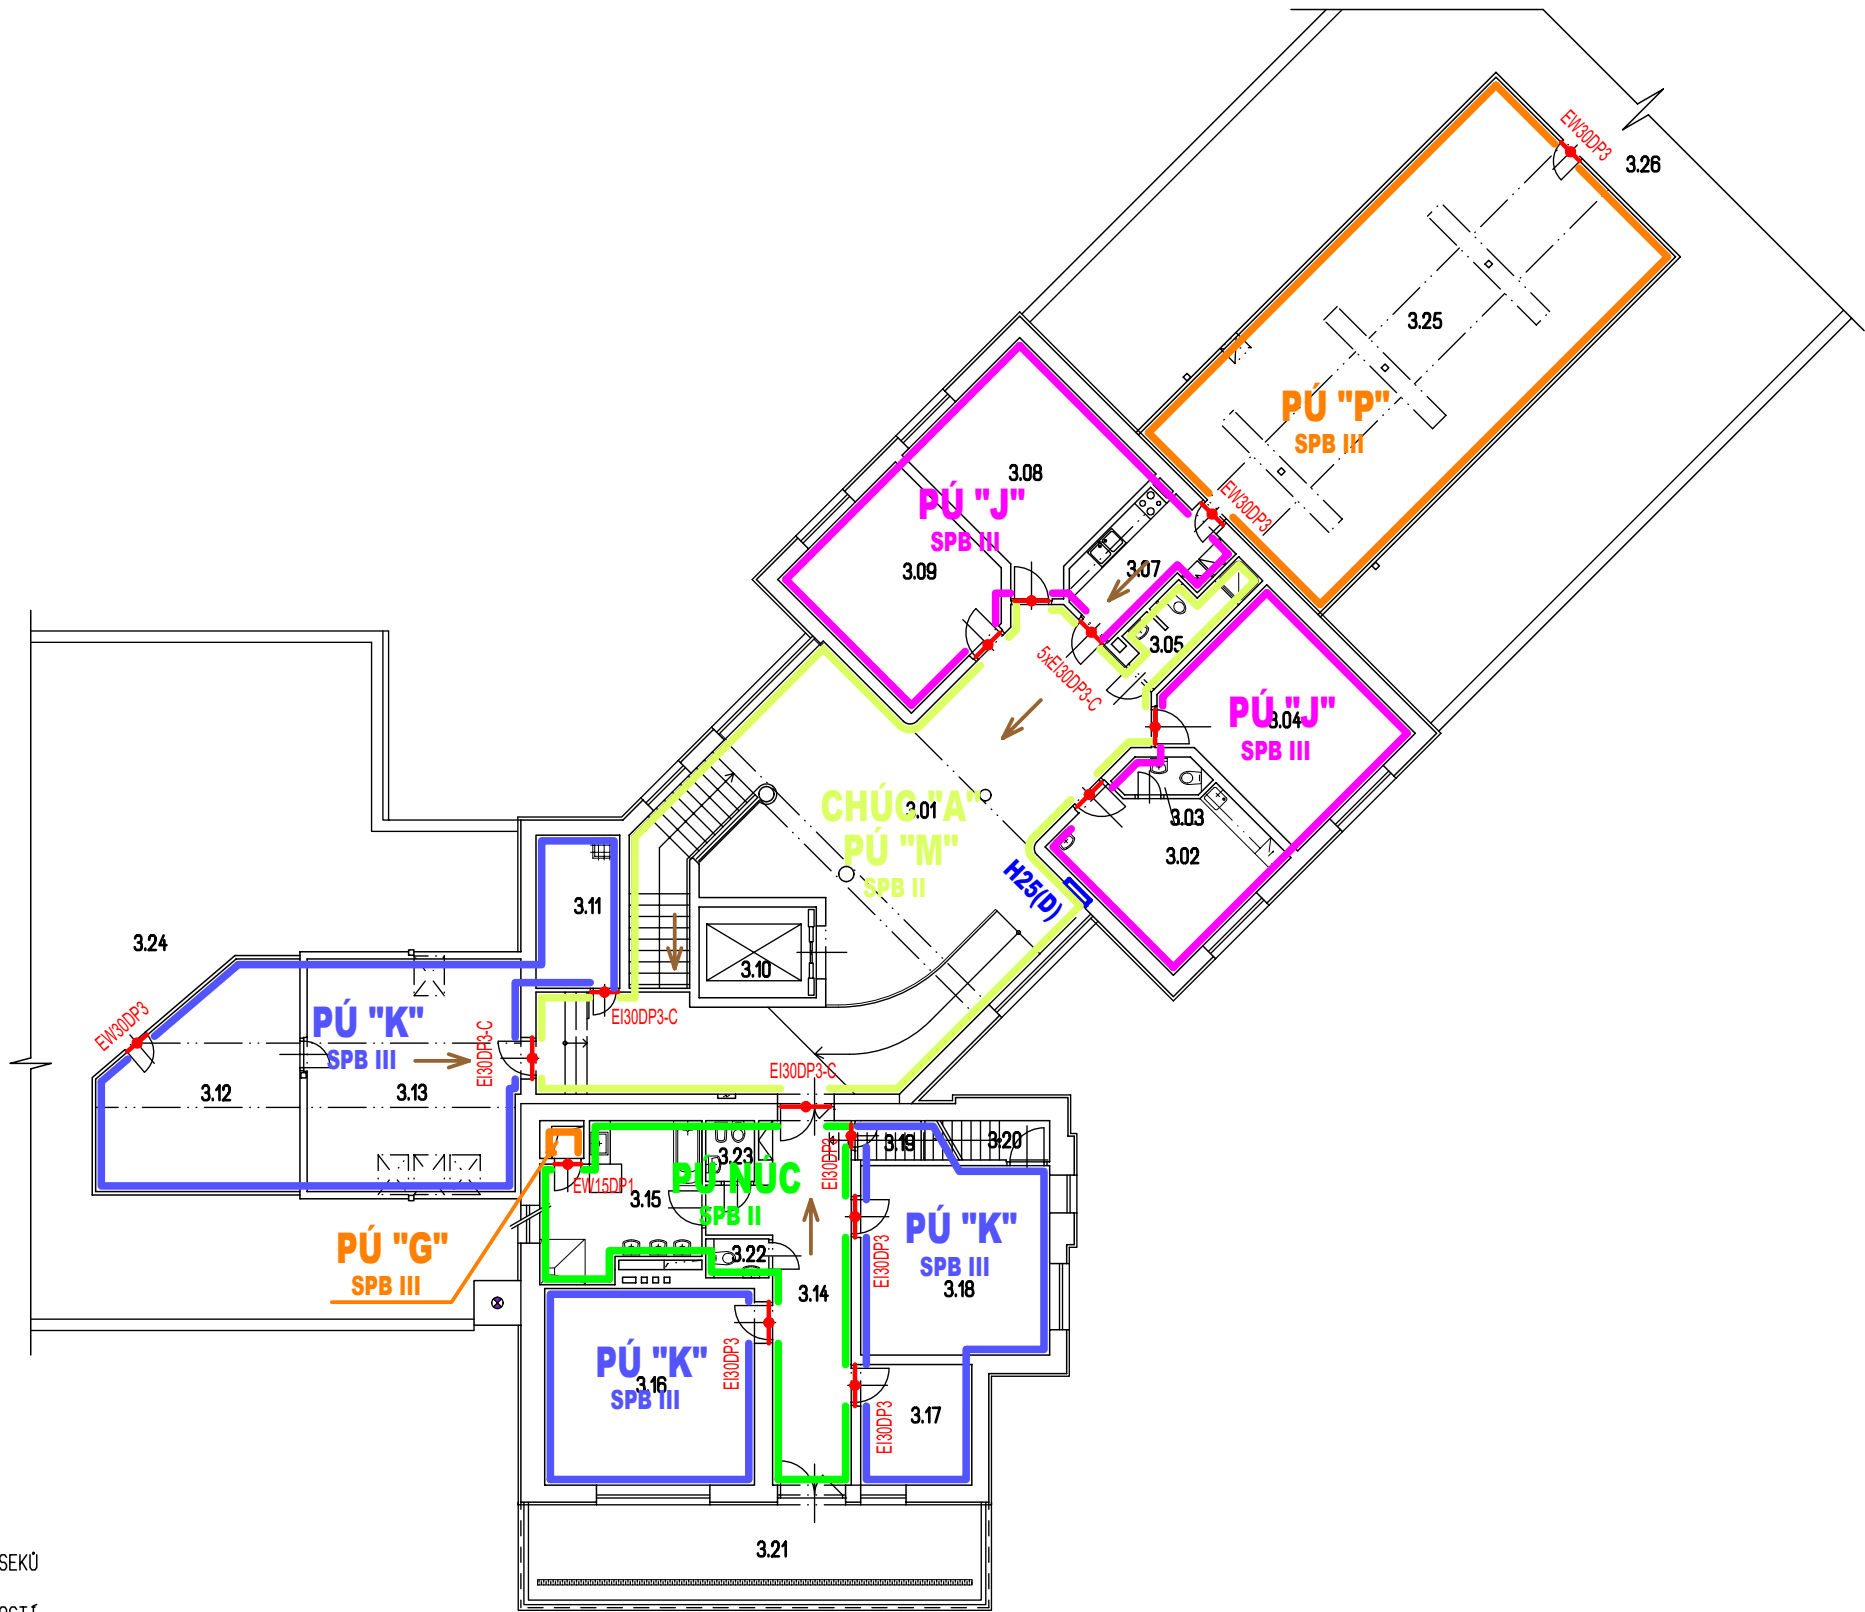 EW30DP3
3.26
3.25
PÚ "P"
SPB III
3.08
PÚ "J"
SPB III
EW30DP3
3.09
3.07
3.05
5xEI30DP3-C
PÚ "J"
3.04
SPB III
CHÚC "A"
3.01
PÚ "M"
SPB II
3.03
3.02
H25(D)
3.11
3.24
3.10
PÚ "K"
SPB III
EW30DP3
EI30DP3-C
EI30DP3-C
EI30DP3-C
3.12
3.13
3.19
3.20
3.23
EI30DP3
PÚ NÚC
SPB II
EW15DP1
3.15
PÚ "G"
SPB III
3.22
PÚ "K"
SPB III
3.18
EI30DP3
3.14
PÚ "K"
3.16
SPB III
EI30DP3
3.17
EI30DP3
3.21
SEKŮ